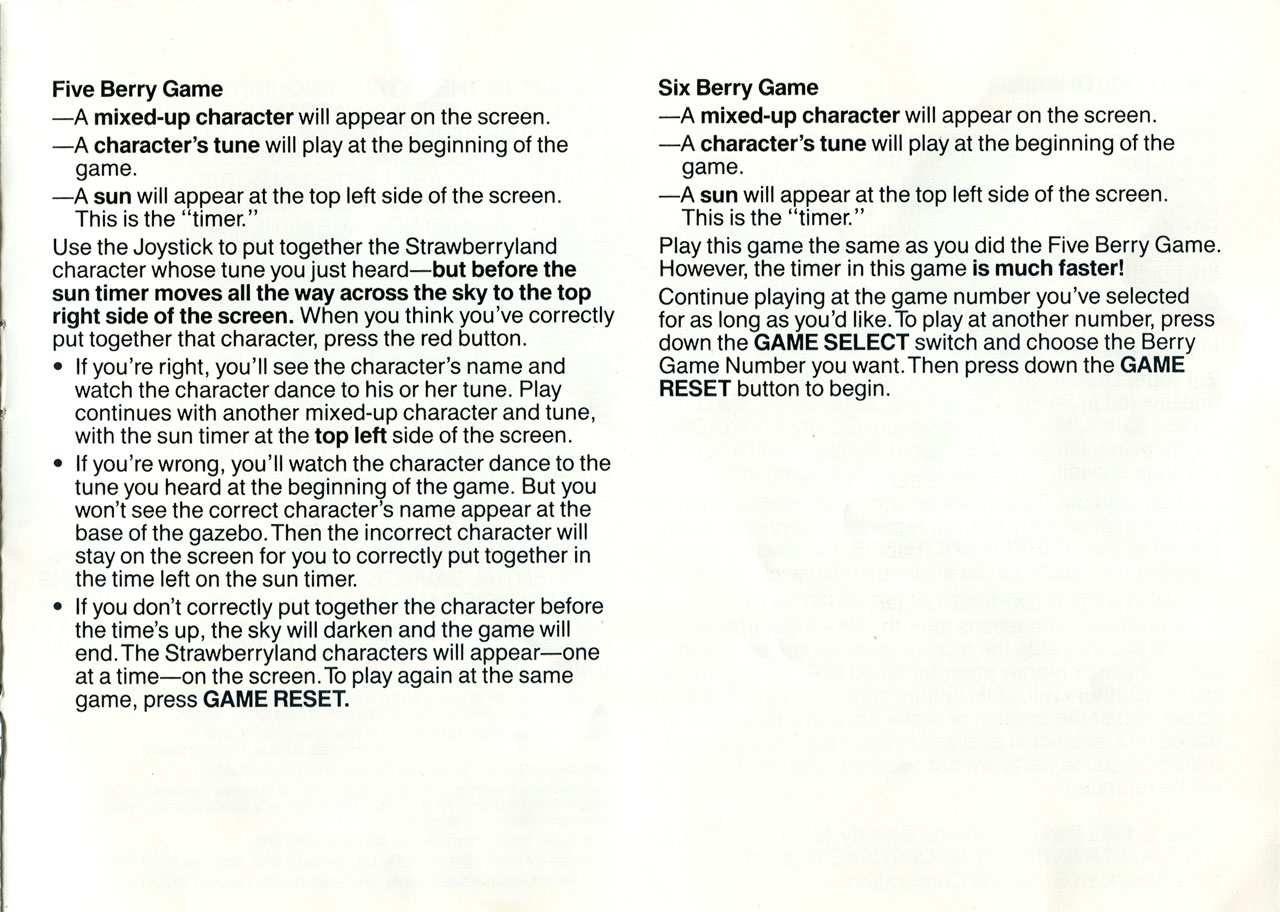 Five Berry Game
—A mixed-up character will appear on the screen.
—A character's tune will play at the beginning of the
game.
—A sun will appear at the top left side of the screen.
This is the "timer."
Use the Joystick to put together the Strawberryland
character whose tune you just heard—but before the
sun timer moves all the way across the sky to the top
right side of the screen. When you think you've correctly
put together that character, press the red button.
• If you're right, you'll see the character's name and
watch the character dance to his or her tune. Play
continues with another mixed-up character and tune,
with the sun timer at the top left side of the screen.
• If you're wrong, you'll watch the character dance to the
tune you heard at the beginning of the game. But you
won't see the correct character's name appear at the
base of the gazebo. Then the incorrect character will
stay on the screen for you to correctly put together in
the time left on the sun timer.
• If you don't correctly put together the character before
the time's up, the sky will darken and the game will
end. The Strawberryland characters will appear—one
at a time—on the screen. To play again at the same
game, press GAME RESET.
Six Berry Game
—A mixed-up character will appear on the screen.
—A character's tune will play at the beginning of the
game.
—A sun will appear at the top left side of the screen.
This is the "timer."
Play this game the same as you did the Five Berry Game.
However, the timer in this game is much faster!
Continue playing at the game number you've selected
for as long as you'd like. To play at another number, press
down the GAME SELECT switch and choose the Berry
Game Number you want. Then press down the GAME
RESET button to begin.